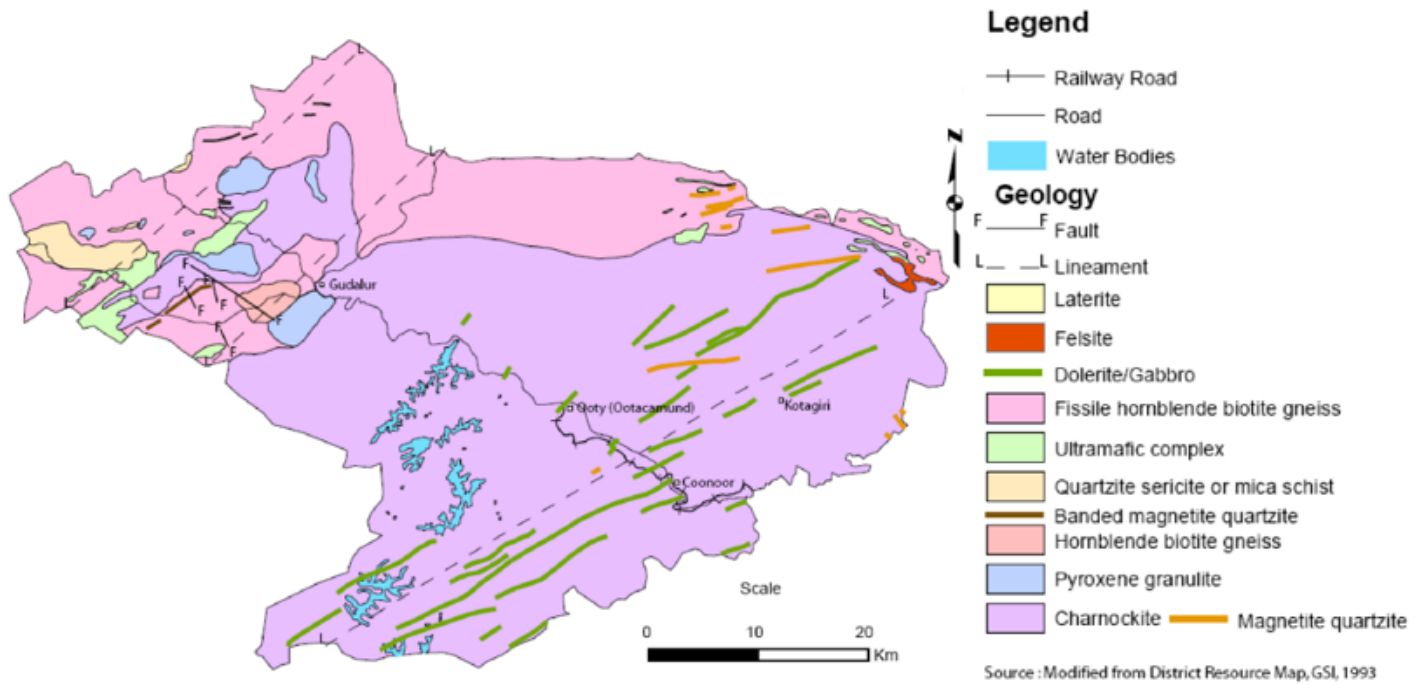 Legend
Railway Road
Road
Water Bodies
Geology
F F
Fault
L L
Lineament
Laterite
Felsite
Dolerite/Gabbro
Fissile hornblende biotite gneiss
Ultramafic complex
Quartzite sericite or mica schist
Banded magnetite quartzite
Hornblende biotite gneiss
Pyroxene granulite
Charnockite
Magnetite quartzite
Source : Modified from District Resource Map, GSI, 1993
N
L
L
F
F
F
F
F
F
F
L
L
Gudalur
L
Ooty (Ootacamund)
Kotagiri
Coonoor
L
Scale
0 10 20
Km